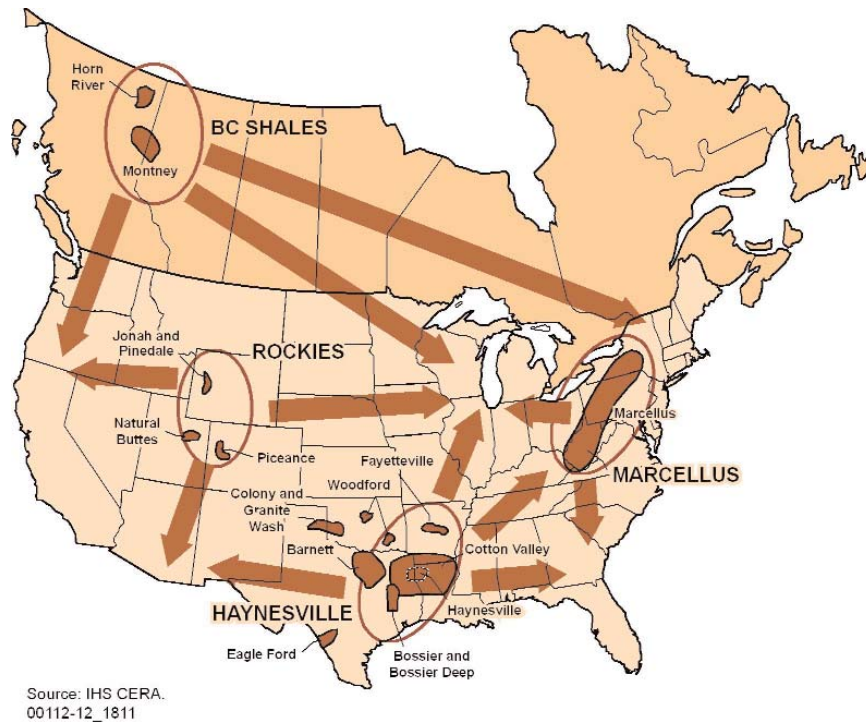 Horn
River
BC SHALES
Montney
Jonah and
Pinedale
ROCKIES
Natural
Buttes
Piceance
Marcellus
MARCELLUS
Fayetteville
Woodford
Colony and
Granite
Wash
Barnett
Cotton Valley
HAYNESVILLE
Haynesville
Eagle Ford
Bossier and
Bossier Deep
Source: IHS CERA.
00112-12_1811